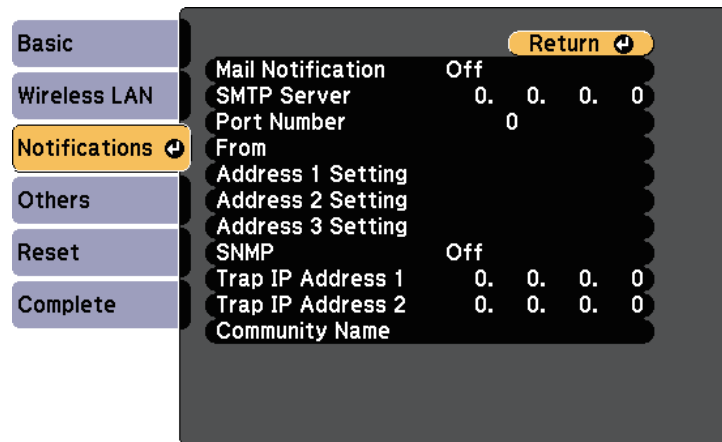 Basic
Wireless LAN
Notifications
Others
Reset
Complete
Return
Mail Notification Off
SMTP Server 0. 0. 0. 0
Port Number 0
From
Address 1 Setting
Address 2 Setting
Address 3 Setting
SNMP Off
Trap IP Address 1 0. 0. 0. 0
Trap IP Address 2 0. 0. 0. 0
Community Name